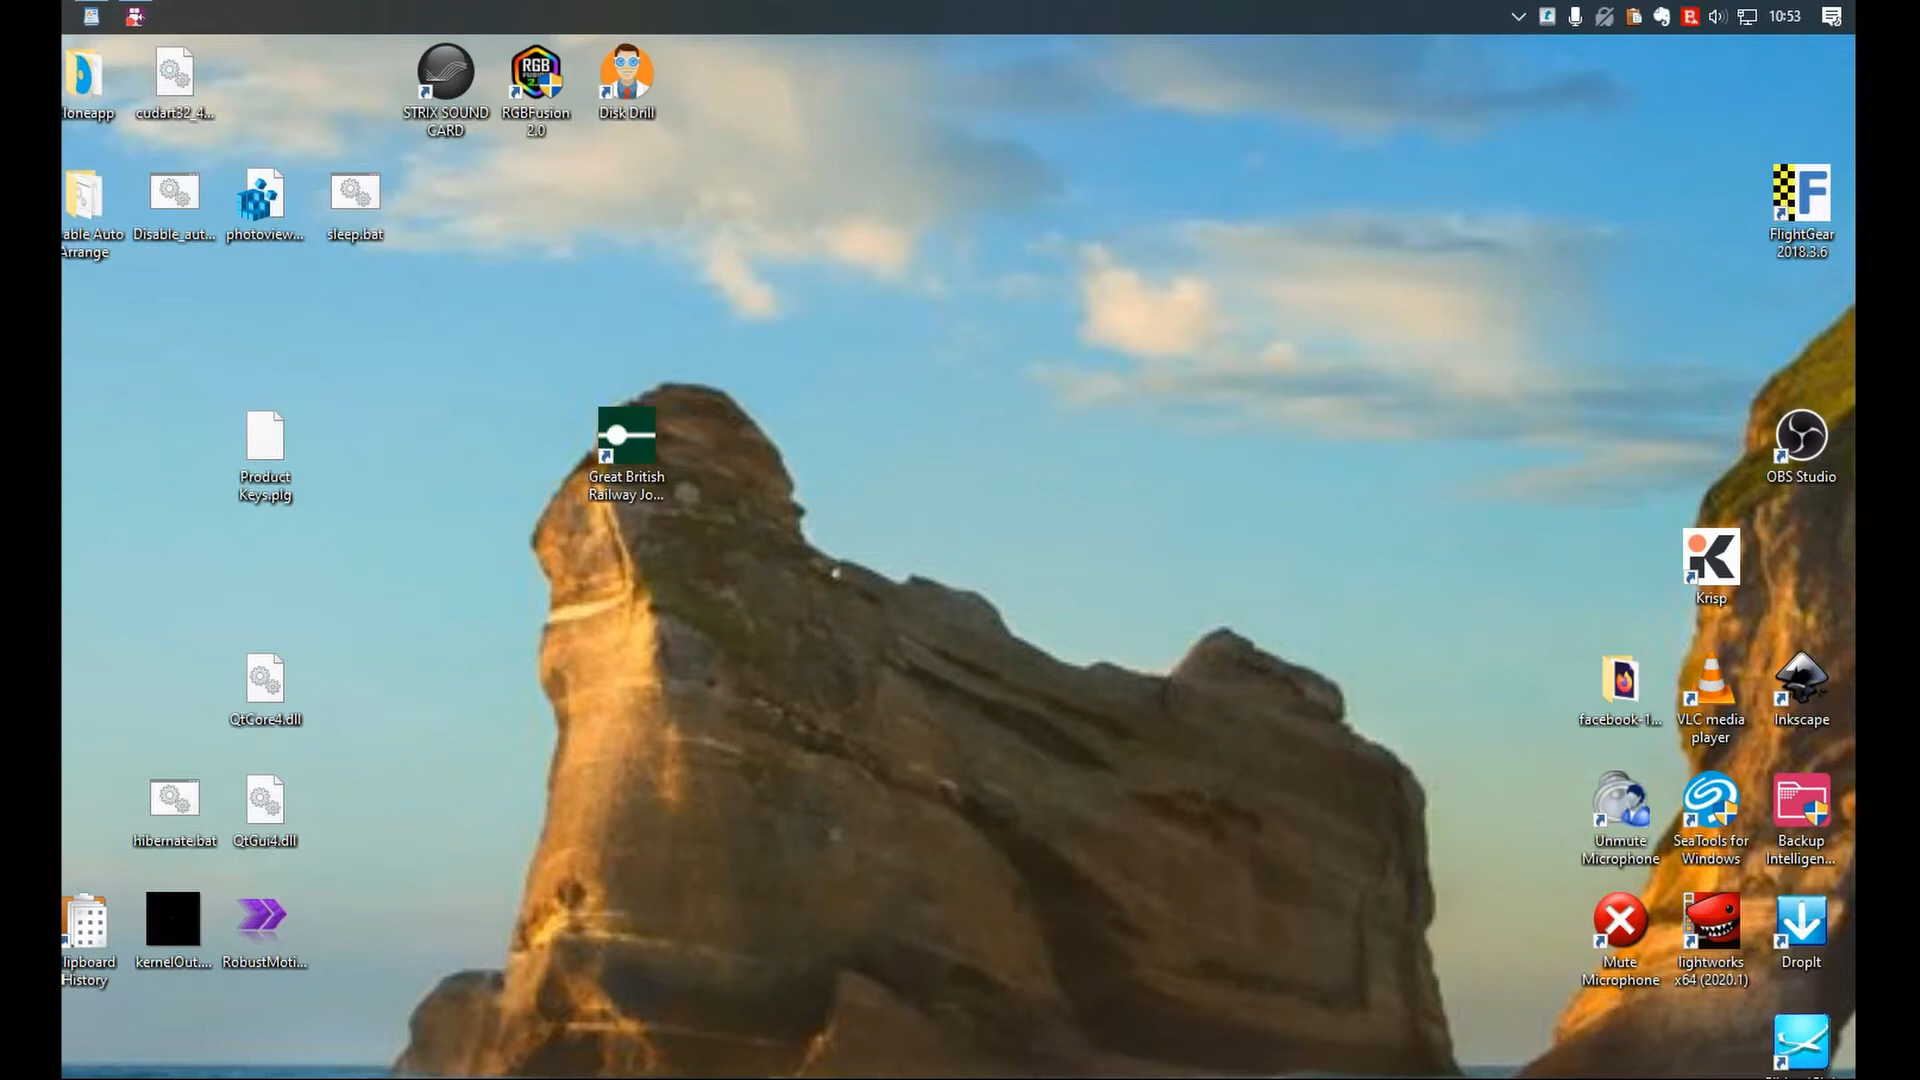 10:53
loneapp
cudart32_4...
STRIX SOUND
CARD
RGB
RGBFusion
2.0
Disk Drill
able Auto
Arrange
Disable_aut...
photoview...
sleep.bat
F
FlightGear
2018.3.6
Product
Keys.plg
Great British
Railway Jo...
OBS Studio
Krisp
QtCore4.dll
facebook-1...
VLC media
player
Inkscape
hibernate.bat
QtGui4.dll
Unmute
Microphone
SeaTools for
Windows
Backup
Intelligen...
lipboard
History
kernelOut....
RobustMoti...
Mute
Microphone
lightworks
x64 (2020.1)
DropIt